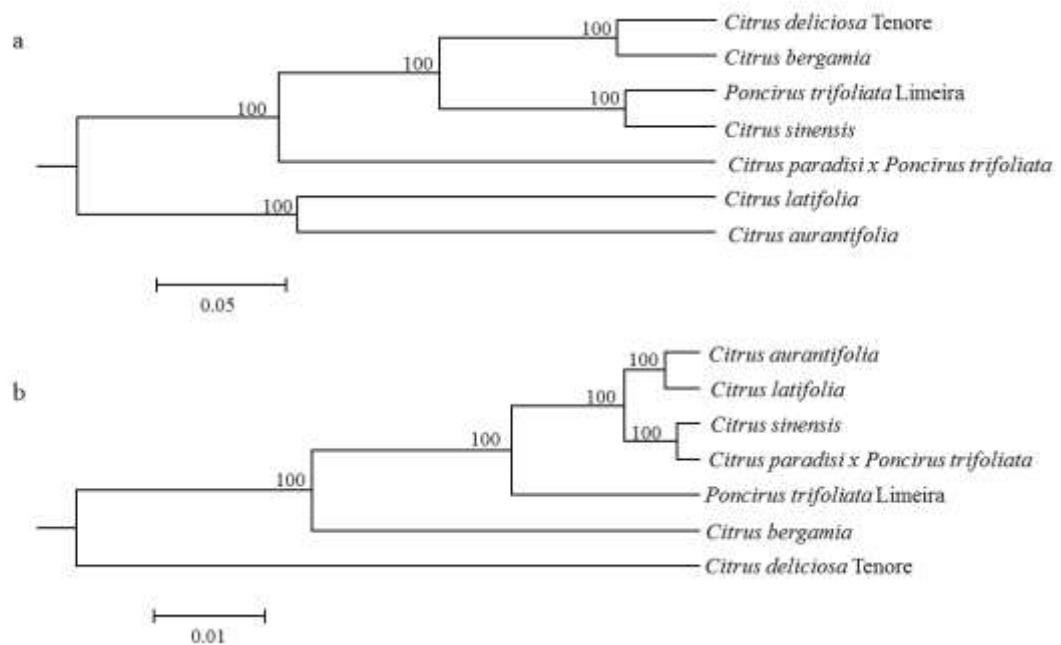 a
100
Citrus deliciosa Tenore
Citrus bergamia
100
100
Poncirus trifoliata Limeira
100
Citrus sinensis
Citrus paradisi x Poncirus trifoliata
Citrus latifolia
100
Citrus aurantifolia
0.05
b
100
Citrus aurantifolia
Citrus latifolia
100
Citrus sinensis
100
100
Citrus paradisi x Poncirus trifoliata
100
Poncirus trifoliata Limeira
Citrus bergamia
Citrus deliciosa Tenore
0.01